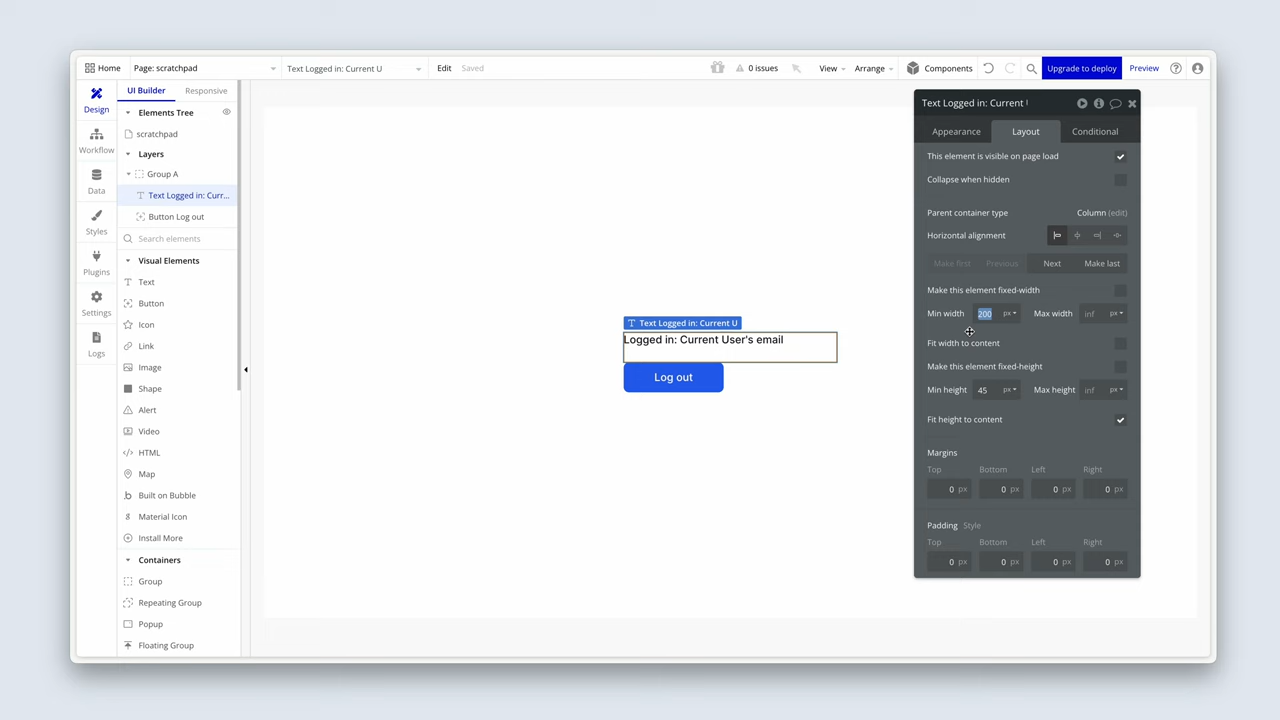 Home
Page: scratchpad
Text Logged in: Current U
Edit
Saved
0 issues
View
Arrange
Components
Upgrade to deploy
Preview
Design
Workflow
Data
Styles
Plugins
Settings
Logs
UI Builder
Responsive
Elements Tree
scratchpad
Layers
Group A
Text Logged in: Curr...
Button Log out
Search elements
Visual Elements
Text
Button
Icon
Link
Image
Shape
Alert
Video
HTML
Map
Built on Bubble
Material Icon
Install More
Containers
Group
Repeating Group
Popup
Floating Group
Text Logged in: Current U
Logged in: Current User's email
Log out
Text Logged in: Current
Appearance
Layout
Conditional
This element is visible on page load
Collapse when hidden
Parent container type Column (edit)
Horizontal alignment
Make first Previous Next Make last
Make this element fixed-width
Min width 200 px Max width inf px
Fit width to content
Make this element fixed-height
Min height 45 px Max height inf px
Fit height to content
Margins
Top Bottom Left Right
0 px 0 px 0 px 0 px
Padding Style
Top Bottom Left Right
0 px 0 px 0 px 0 px